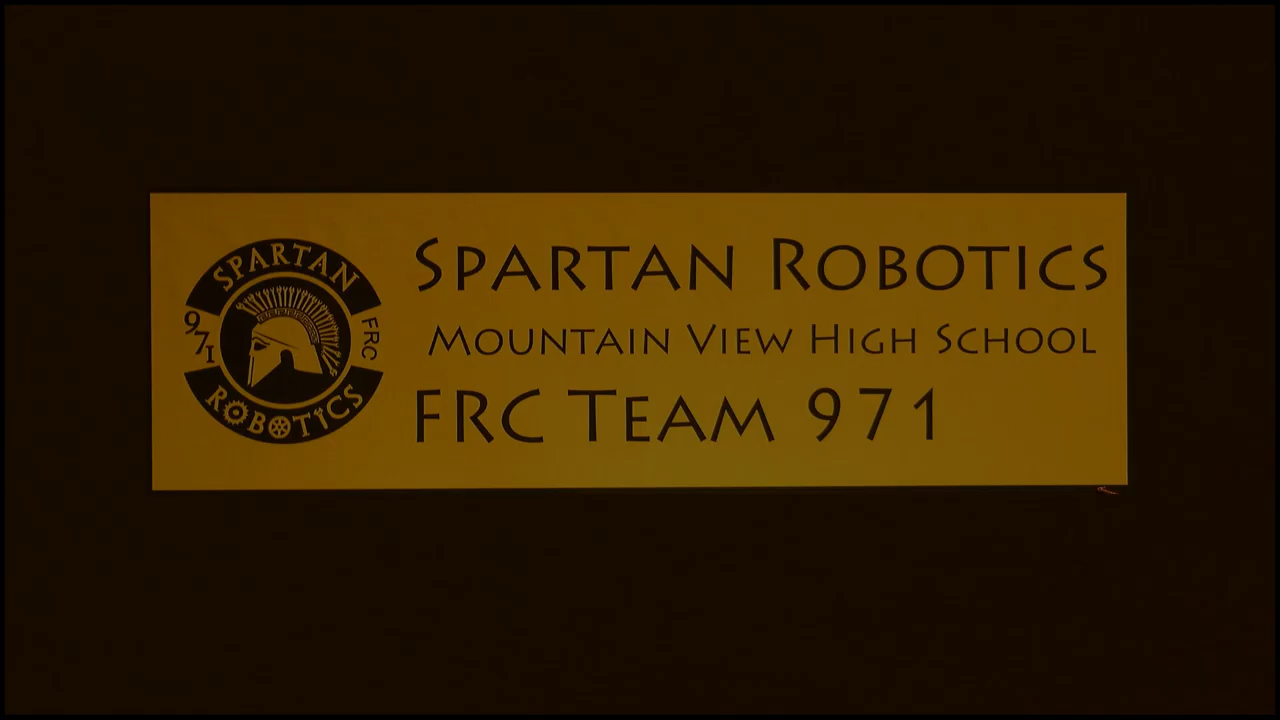 SPARTAN
971
FRC
ROBOTICS
SPARTAN ROBOTICS
MOUNTAIN VIEW HIGH SCHOOL
FRC TEAM 971